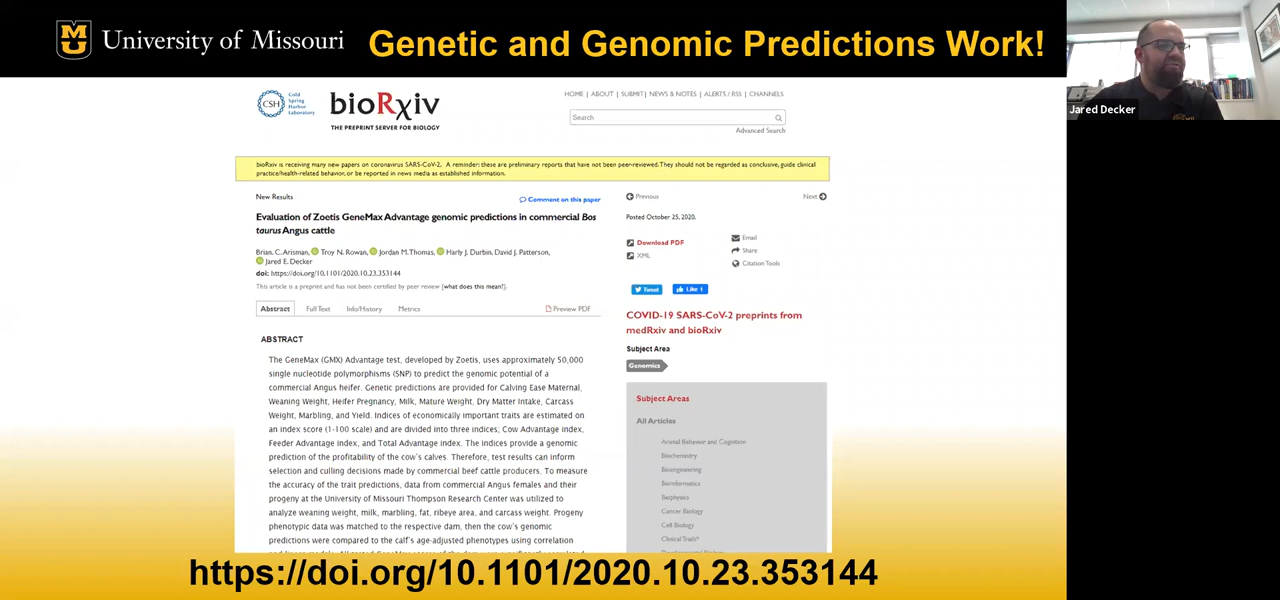 University of Missouri
Genetic and Genomic Predictions Work!
Jared Decker
CSH Cold Spring Harbor Laboratory
bioRxiv
THE PREPRINT SERVER FOR BIOLOGY
HOME | ABOUT | SUBMIT | NEWS & NOTES | ALERTS / RSS | CHANNELS
Search
Advanced Search
bioRxiv is receiving many new papers on coronavirus SARS-CoV-2. A reminder: these are preliminary reports that have not been peer-reviewed. They should not be regarded as conclusive, guide clinical
practice/health-related behavior, or be reported in news media as established information.
New Results
Comment on this paper
Evaluation of Zoetis GeneMax Advantage genomic predictions in commercial Bos
taurus Angus cattle
Brian. C. Arisman, Troy N. Rowan, Jordan M. Thomas, Harly J. Durbin, David J. Patterson,
Jared E. Decker
doi: https://doi.org/10.1101/2020.10.23.353144
This article is a preprint and has not been certified by peer review [what does this mean?].
Abstract
Full Text
Info/History
Metrics
Preview PDF
ABSTRACT
The GeneMax (GMX) Advantage test, developed by Zoetis, uses approximately 50,000
single nucleotide polymorphisms (SNP) to predict the genomic potential of a
commercial Angus heifer. Genetic predictions are provided for Calving Ease Maternal,
Weaning Weight, Heifer Pregnancy, Milk, Mature Weight, Dry Matter Intake, Carcass
Weight, Marbling, and Yield. Indices of economically important traits are estimated on
an index score (1-100 scale) and are divided into three indices; Cow Advantage index,
Feeder Advantage index, and Total Advantage index. The indices provide a genomic
prediction of the profitability of the cow's calves. Therefore, test results can inform
selection and culling decisions made by commercial beef cattle producers. To measure
the accuracy of the trait predictions, data from commercial Angus females and their
progeny at the University of Missouri Thompson Research Center was utilized to
analyze weaning weight, milk, marbling, fat, ribeye area, and carcass weight. Progeny
phenotypic data was matched to the respective dam, then the cow's genomic
predictions were compared to the calf's age-adjusted phenotypes using correlation
Previous
Next
Posted October 25, 2020.
Download PDF
XML
Email
Share
Citation Tools
Tweet
Like 1
COVID-19 SARS-CoV-2 preprints from
medRxiv and bioRxiv
Subject Area
Genomics
Subject Areas
All Articles
Animal Behavior and Cognition
Biochemistry
Bioengineering
Bioinformatics
Biophysics
Cancer Biology
Cell Biology
Clinical Trials*
https://doi.org/10.1101/2020.10.23.353144